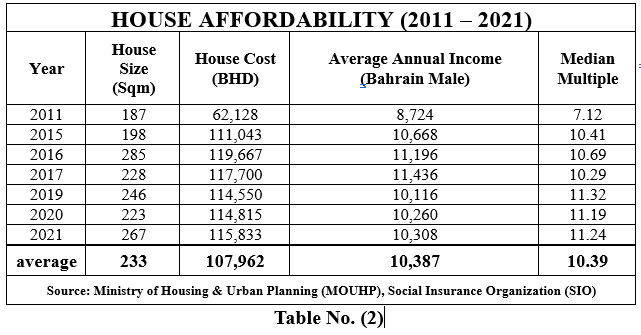 HOUSE AFFORDABILITY (2011 – 2021)
Year House Size (Sqm) House Cost (BHD) Average Annual Income (Bahrain Male) Median Multiple
2011 187 62,128 8,724 7.12
2015 198 111,043 10,668 10.41
2016 285 119,667 11,196 10.69
2017 228 117,700 11,436 10.29
2019 246 114,550 10,116 11.32
2020 223 114,815 10,260 11.19
2021 267 115,833 10,308 11.24
average 233 107,962 10,387 10.39
Source: Ministry of Housing & Urban Planning (MOUHP), Social Insurance Organization (SIO)
Table No. (2)